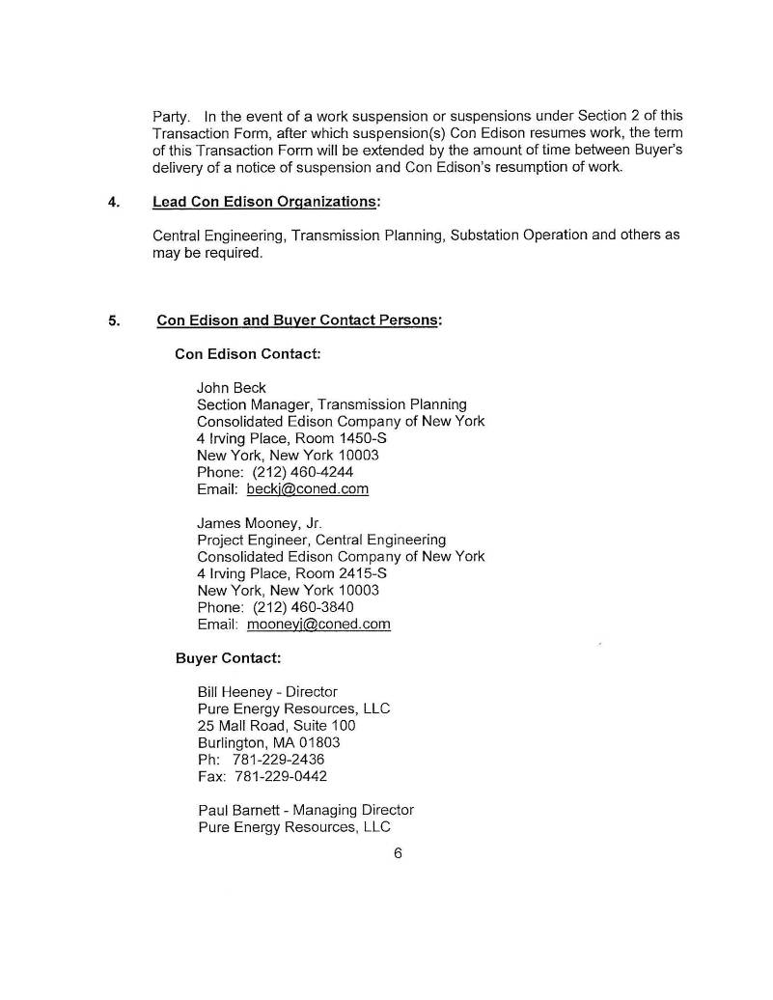 Party. In the event of a work suspension or suspensions under Section 2 of this
Transaction Form, after which suspension(s) Con Edison resumes work, the term
of this Transaction Form will be extended by the amount of time between Buyer's
delivery of a notice of suspension and Con Edison's resumption of work.
4. Lead Con Edison Organizations:
Central Engineering, Transmission Planning, Substation Operation and others as
may be required.
5. Con Edison and Buyer Contact Persons:
Con Edison Contact:
John Beck
Section Manager, Transmission Planning
Consolidated Edison Company of New York
4 Irving Place, Room 1450-S
New York, New York 10003
Phone: (212) 460-4244
Email: beckj@coned.com
James Mooney, Jr.
Project Engineer, Central Engineering
Consolidated Edison Company of New York
4 Irving Place, Room 2415-S
New York, New York 10003
Phone: (212) 460-3840
Email: mooneyj@coned.com
Buyer Contact:
Bill Heeney - Director
Pure Energy Resources, LLC
25 Mall Road, Suite 100
Burlington, MA 01803
Ph: 781-229-2436
Fax: 781-229-0442
Paul Barnett - Managing Director
Pure Energy Resources, LLC
6